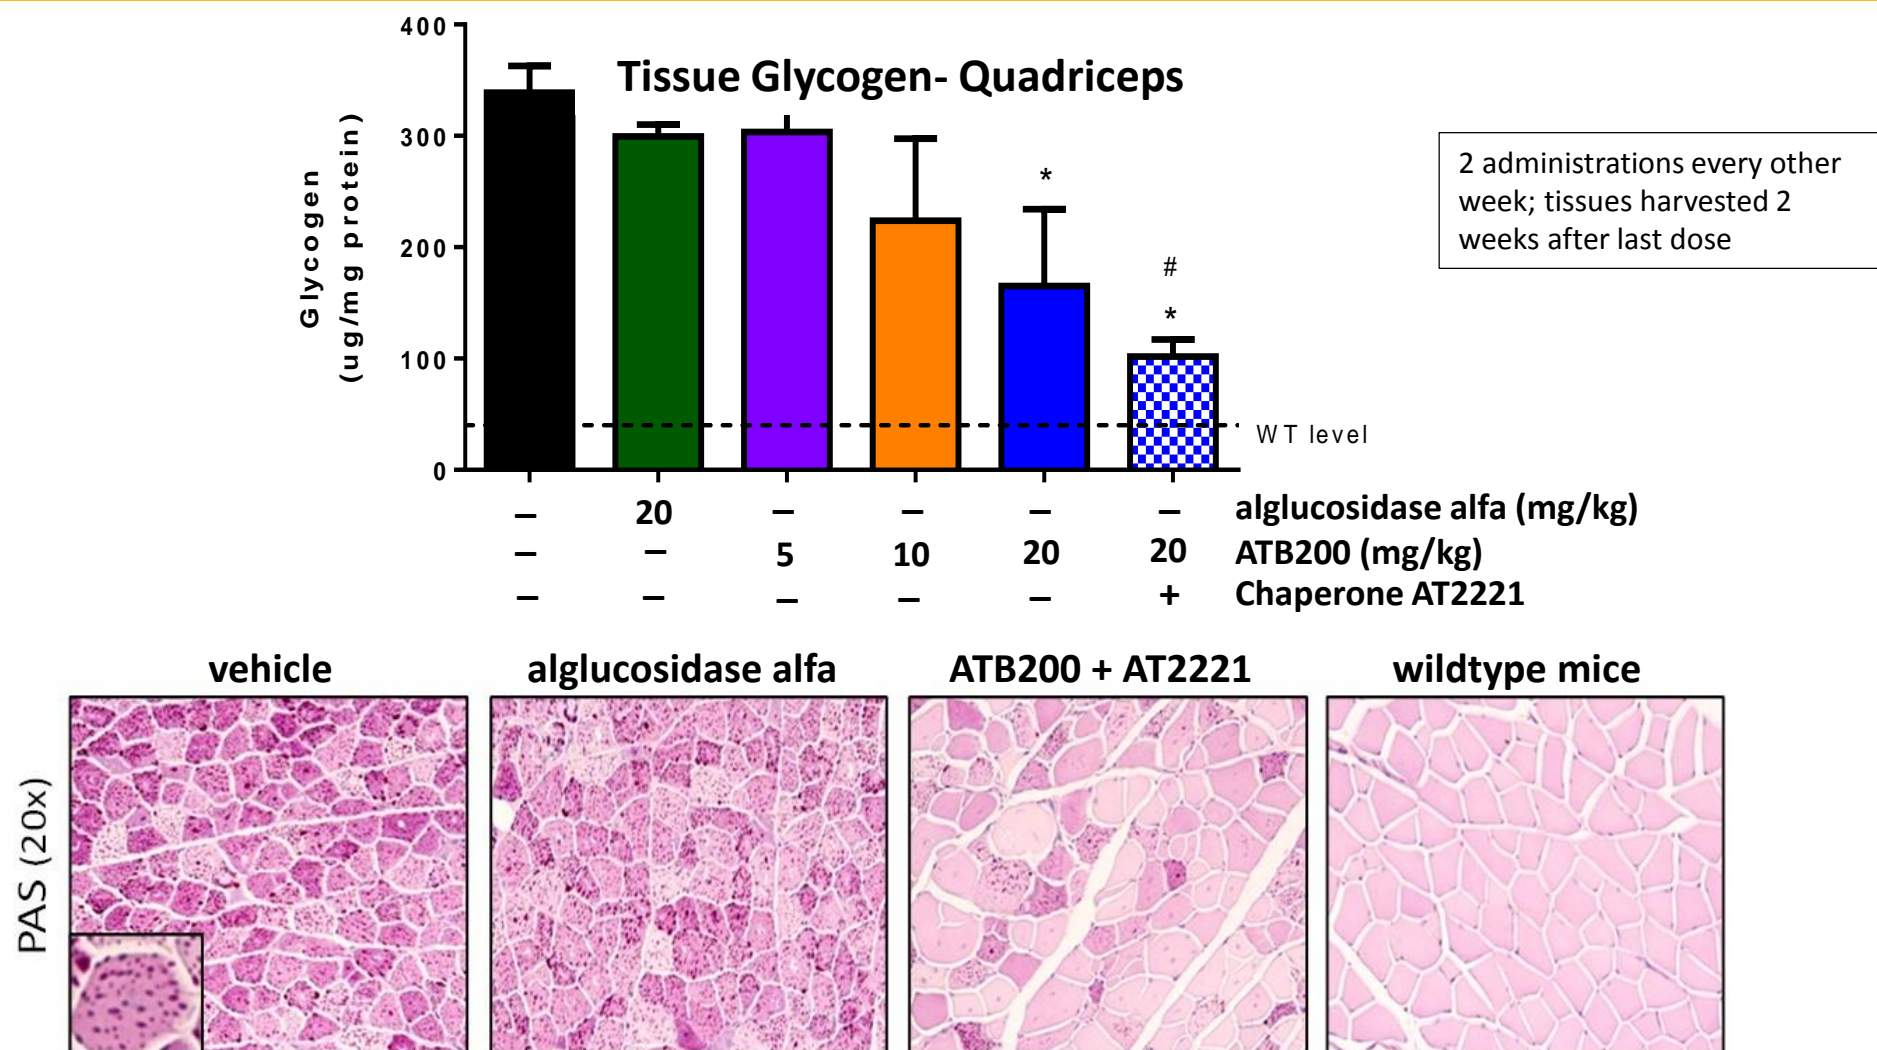 Tissue Glycogen- Quadriceps
Glycogen
(ug/mg protein)
400
300
200
100
0
*
#
*
WT level
2 administrations every other
week; tissues harvested 2
weeks after last dose
– 20 – – – – alglucosidase alfa (mg/kg)
– – 5 10 20 20 ATB200 (mg/kg)
– – – – – + Chaperone AT2221
vehicle
alglucosidase alfa
ATB200 + AT2221
wildtype mice
PAS (20x)